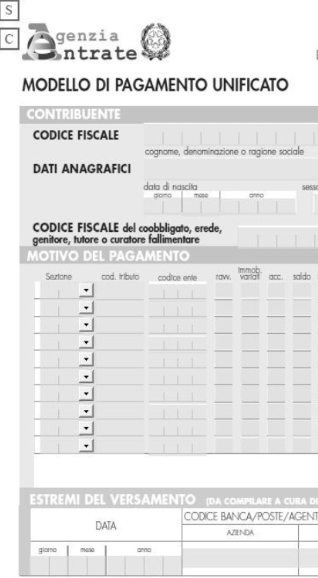 S
C
Agenzia
Entrate
MODELLO DI PAGAMENTO UNIFICATO
CONTRIBUENTE
CODICE FISCALE
cognome, denominazione o ragione sociale
DATI ANAGRAFICI
data di nascita
giorno mese anno
CODICE FISCALE del coobbligato, erede,
genitore, tutore o curatore fallimentare
MOTIVO DEL PAGAMENTO
Sezione cod. tributo codice ente ravv. Immob. variati acc. saldo
ESTREMI DEL VERSAMENTO (DA COMPILARE A CURA DI
DATA
CODICE BANCA/POSTE/AGENT
AZIENDA
giorno mese anno